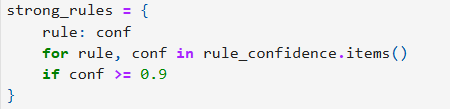 strong_rules = {
    rule: conf
    for rule, conf in rule_confidence.items()
    if conf >= 0.9
}